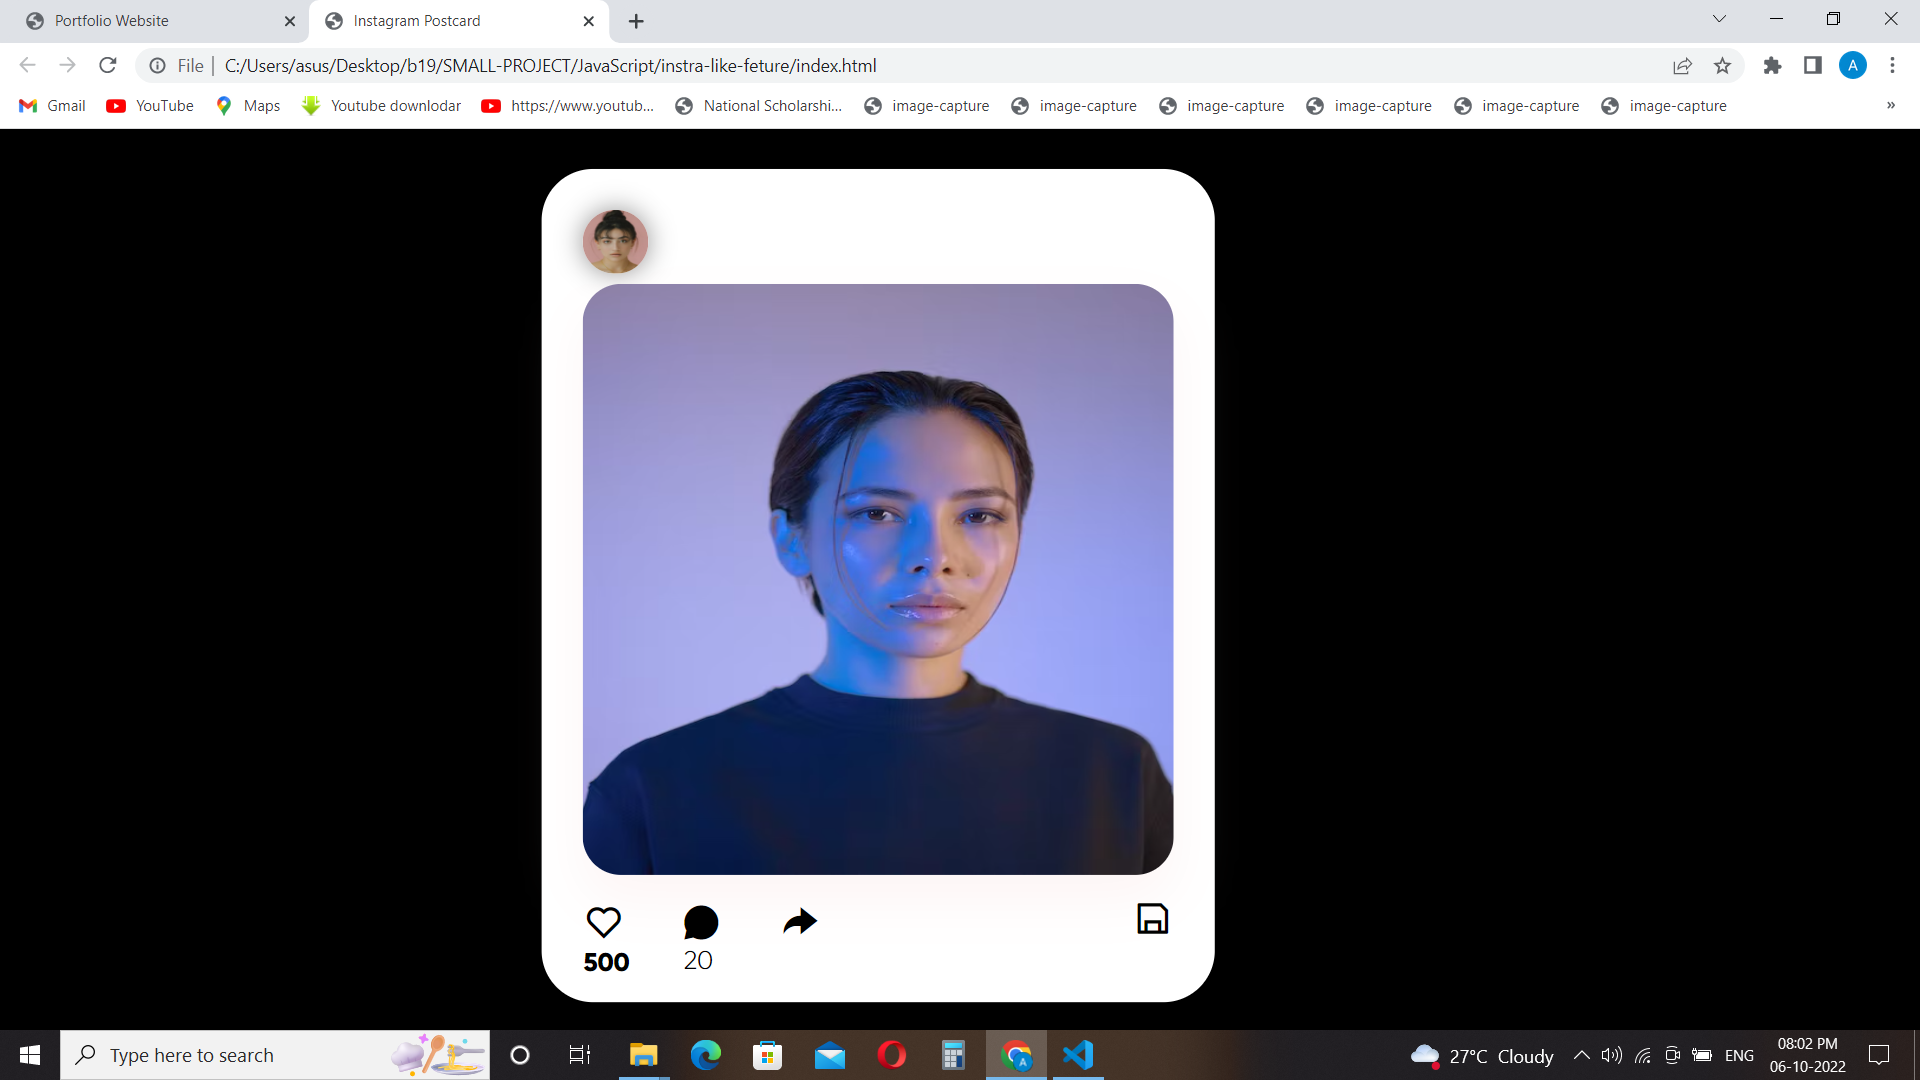 Portfolio Website
Instagram Postcard
File | C:/Users/asus/Desktop/b19/SMALL-PROJECT/JavaScript/instra-like-feture/index.html
A
Gmail YouTube Maps Youtube downlodar https://www.youtub... National Scholarshi... image-capture image-capture image-capture image-capture image-capture image-capture »
500 20
Type here to search
A
27°C Cloudy
ENG
08:02 PM
06-10-2022